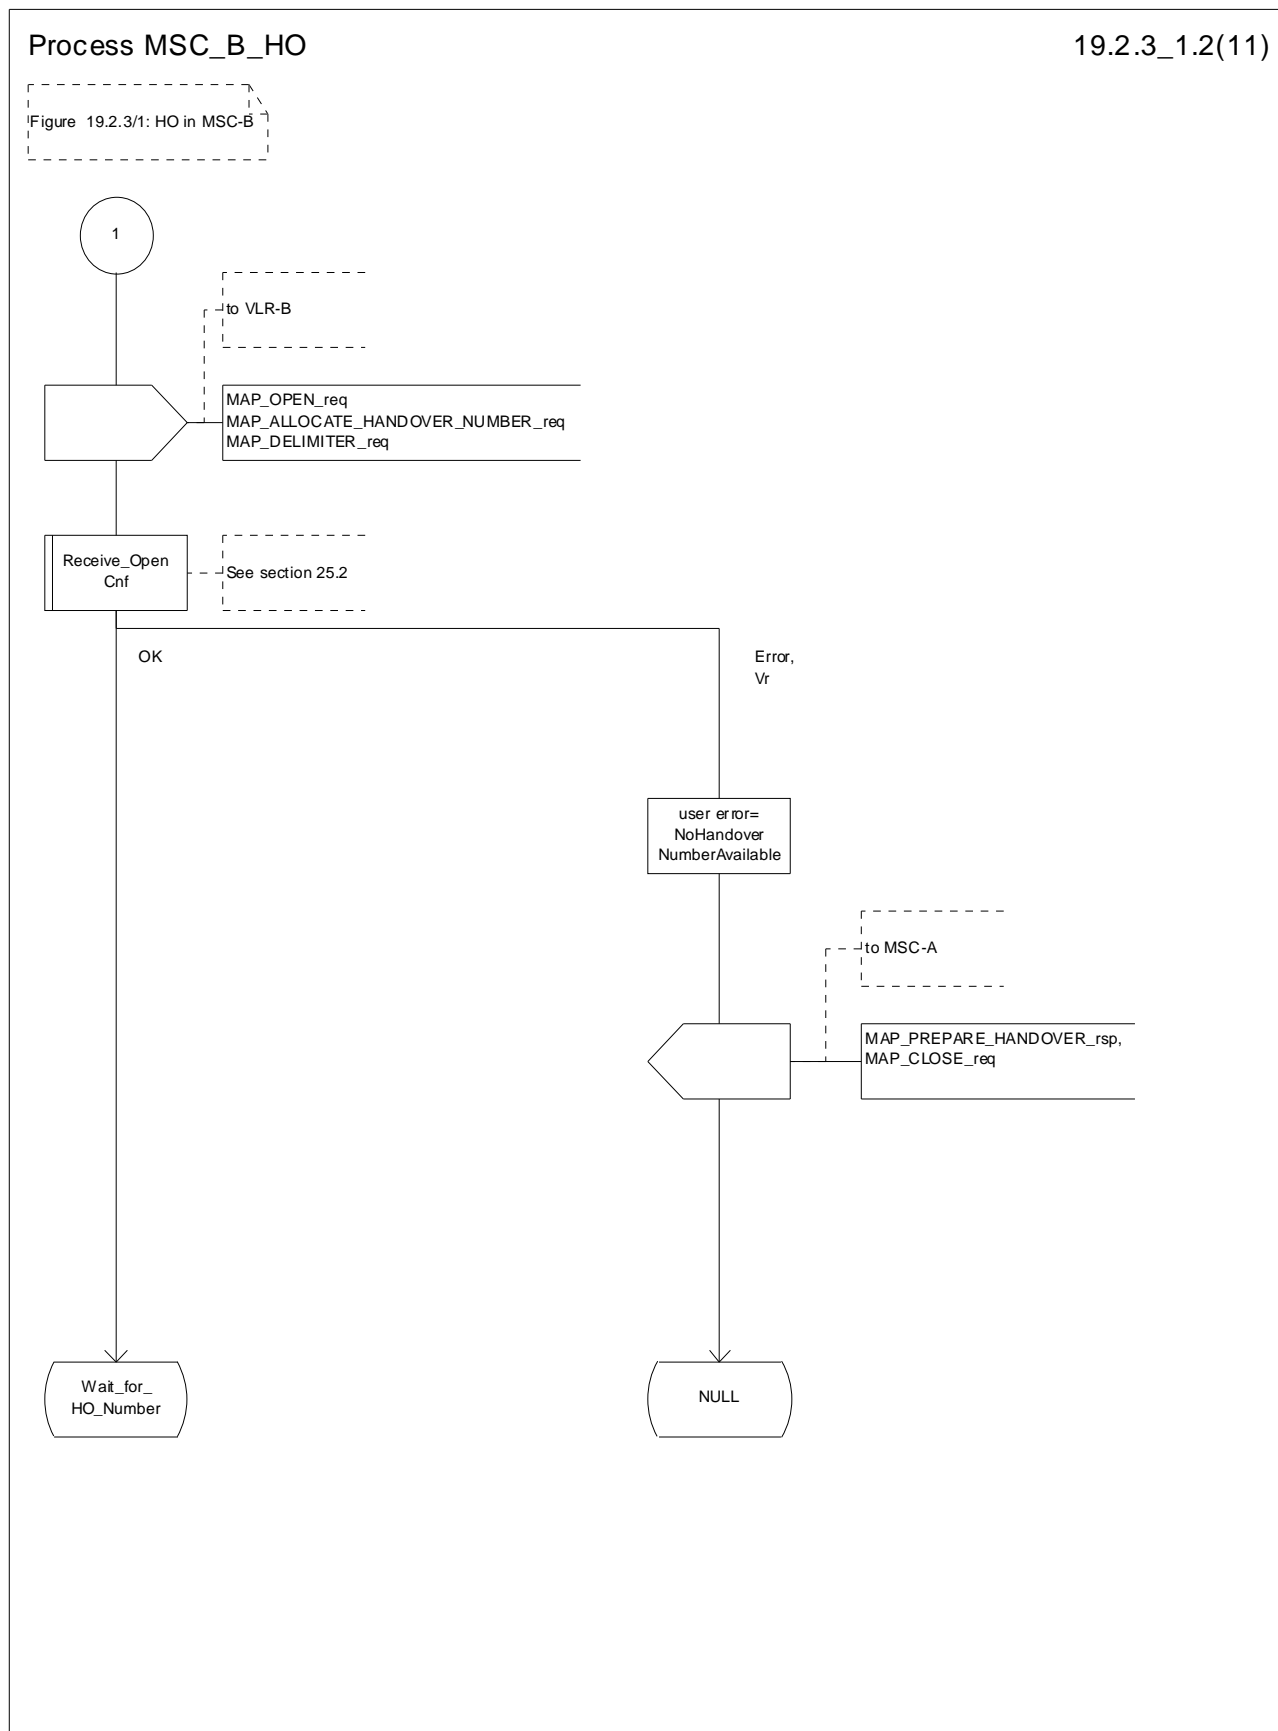 Process MSC_B_HO
19.2.3_1.2(11)
Figure 19.2.3/1: HO in MSC-B
1
to VLR-B
MAP_OPEN_req
MAP_ALLOCATE_HANDOVER_NUMBER_req
MAP_DELIMITER_req
Receive_Open
Cnf
See section 25.2
OK
Error,
Vr
user error=
NoHandover
NumberAvailable
to MSC-A
MAP_PREPARE_HANDOVER_rsp,
MAP_CLOSE_req
Wait_for_
HO_Number
NULL